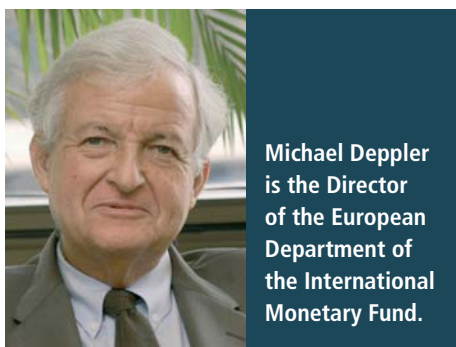 Michael Deppler
is the Director
of the European
Department of
the International
Monetary Fund.